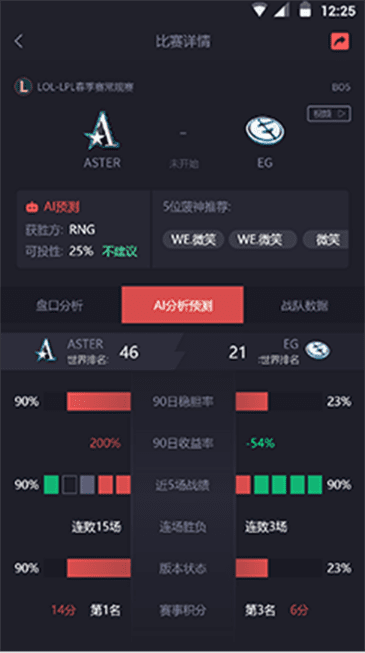 12:25
比赛详情
LOL-LPL春季赛常规赛 BO5
视频
ASTER - EG
未开始
AI预测
获胜方: RNG
可投性: 25% 不建议
5位菠神推荐:
WE.微笑 WE.微笑 微笑
盘口分析 AI分析预测 战队数据
ASTER 46 21 EG
世界排名: :世界排名
90% 90日稳胆率 23%
200% 90日收益率 -54%
90% 近5场战绩 90%
连败15场 连场胜负 连败3场
90% 版本状态 23%
14分 第1名 赛事积分 第3名 6分